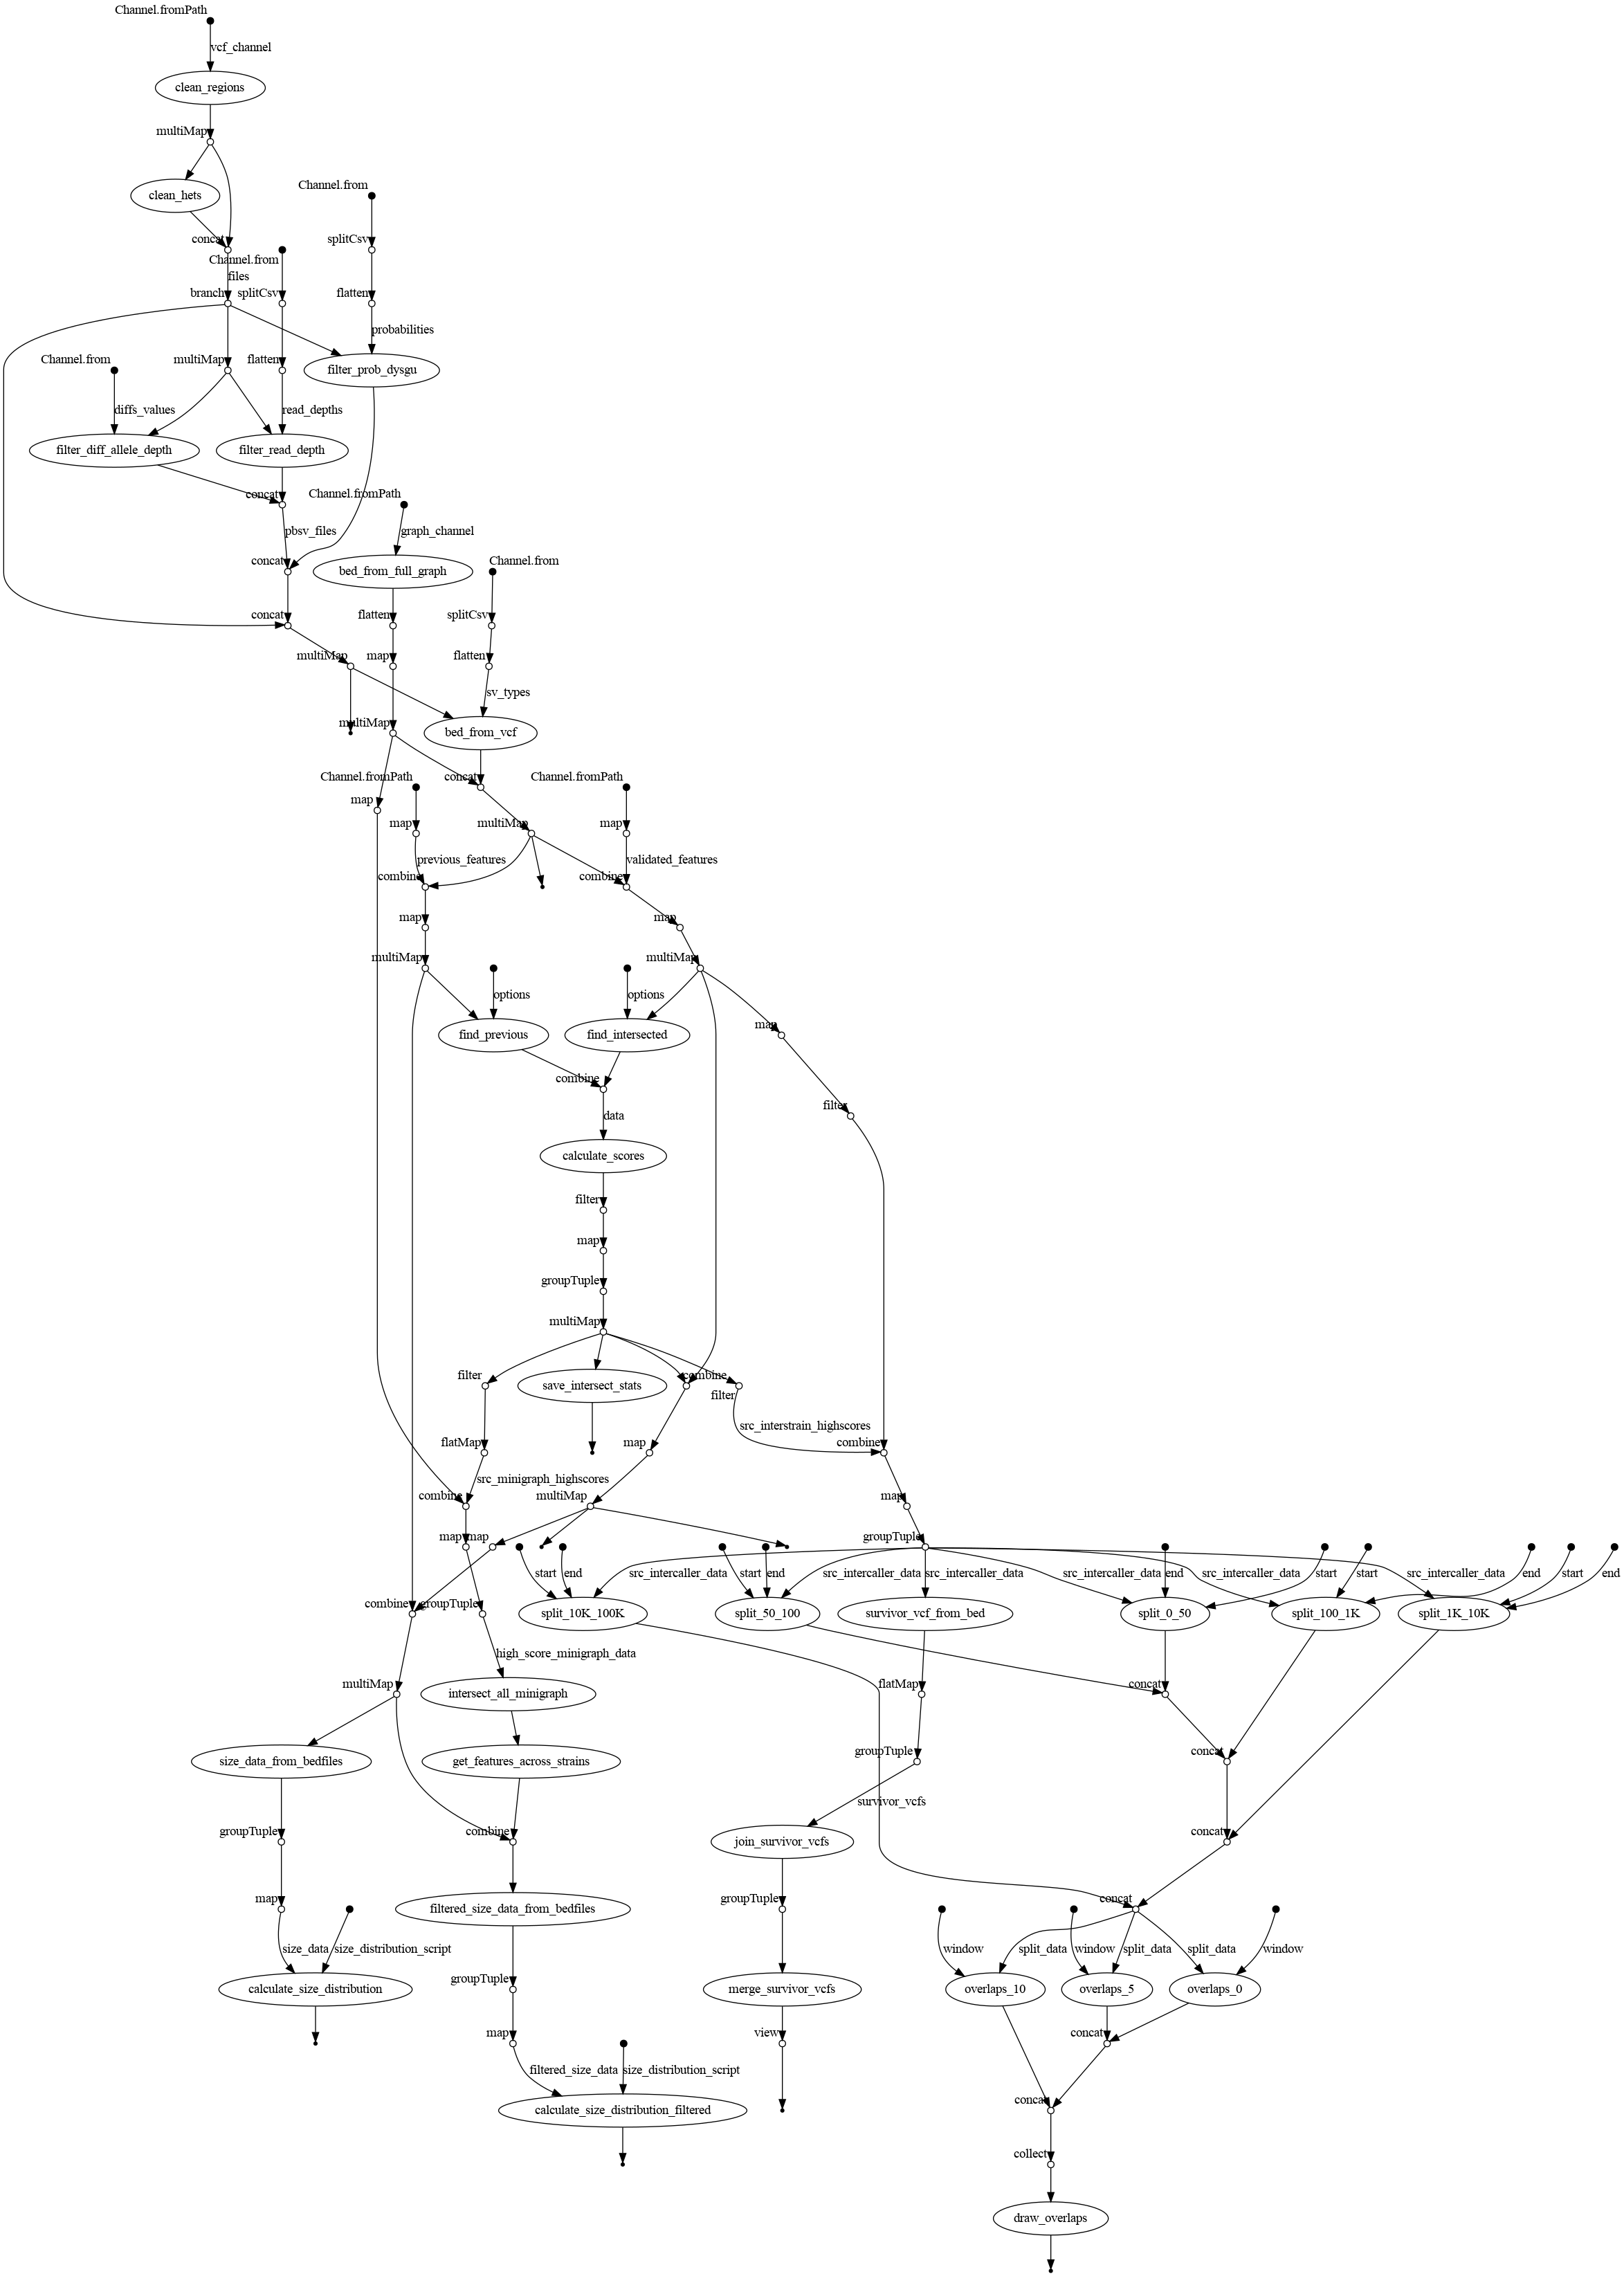 Channel.fromPath
vcf_channel
clean_regions
multiMap
clean_hets
Channel.from
concat
splitCsv
Channel.from
files
branch
splitCsv
flatten
probabilities
Channel.from
multiMap
flatten
filter_prob_dysgu
diffs_values
read_depths
filter_diff_allele_depth
filter_read_depth
concat
Channel.fromPath
pbsv_files
graph_channel
concat
bed_from_full_graph
Channel.from
concat
flatten
splitCsv
multiMap
map
flatten
sv_types
multiMap
bed_from_vcf
Channel.fromPath
concat
Channel.fromPath
map
map
multiMap
map
previous_features
validated_features
combine
combine
map
map
multiMap
multiMap
options
options
find_previous
find_intersected
map
combine
filter
data
calculate_scores
filter
map
groupTuple
multiMap
filter
save_intersect_stats
combine
filter
src_interstrain_highscores
flatMap
map
combine
src_minigraph_highscores
combine
multiMap
map
map
map
groupTuple
start
end
src_intercaller_data
start
end
src_intercaller_data
src_intercaller_data
src_intercaller_data
end
src_intercaller_data
start
start
src_intercaller_data
end
start
end
combine
groupTuple
split_10K_100K
split_50_100
survivor_vcf_from_bed
split_0_50
split_100_1K
split_1K_10K
high_score_minigraph_data
multiMap
intersect_all_minigraph
flatMap
concat
size_data_from_bedfiles
get_features_across_strains
groupTuple
concat
survivor_vcfs
groupTuple
combine
join_survivor_vcfs
concat
map
filtered_size_data_from_bedfiles
groupTuple
concat
size_data
size_distribution_script
window
split_data
window
split_data
split_data
window
calculate_size_distribution
groupTuple
merge_survivor_vcfs
overlaps_10
overlaps_5
overlaps_0
map
view
concat
filtered_size_data
size_distribution_script
calculate_size_distribution_filtered
concat
collect
draw_overlaps